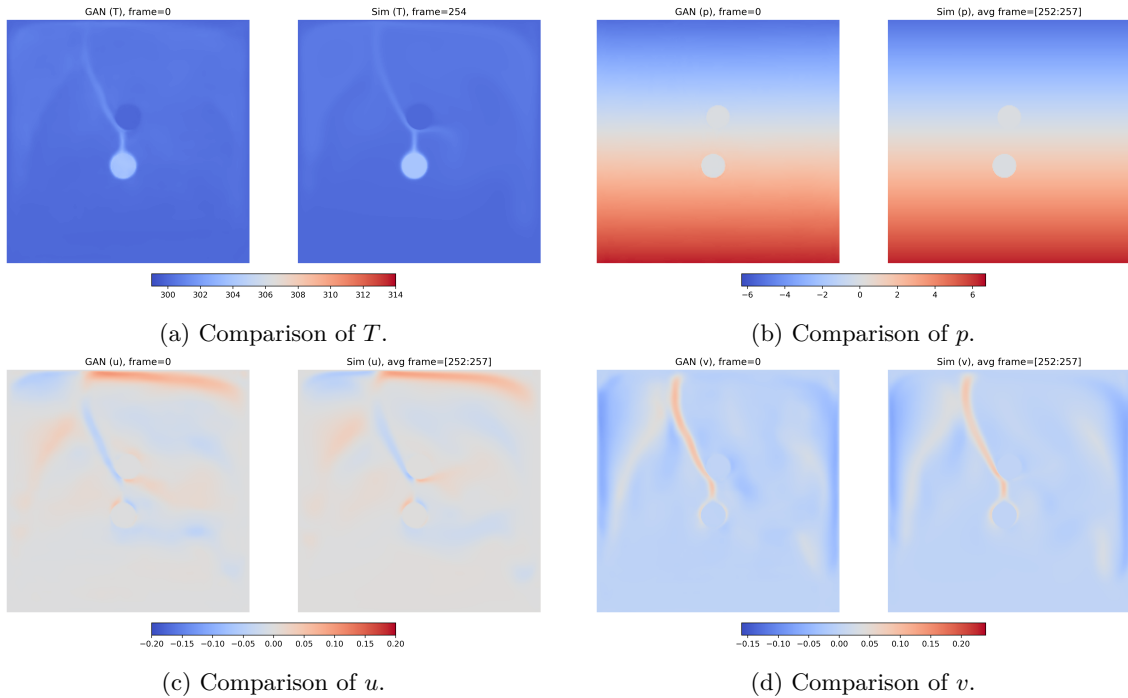 GAN (T), frame=0 Sim (T), frame=254
300 302 304 306 308 310 312 314
(a) Comparison of T.
GAN (p), frame=0 Sim (p), avg frame=[252:257]
−6 −4 −2 0 2 4 6
(b) Comparison of p.
GAN (u), frame=0 Sim (u), avg frame=[252:257]
−0.20 −0.15 −0.10 −0.05 0.00 0.05 0.10 0.15 0.20
(c) Comparison of u.
GAN (v), frame=0 Sim (v), avg frame=[252:257]
−0.15 −0.10 −0.05 0.00 0.05 0.10 0.15 0.20
(d) Comparison of v.